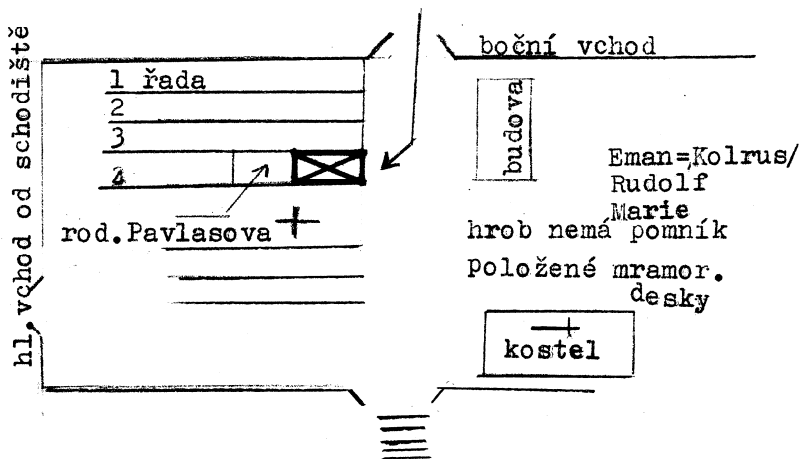 boční vchod
hl. vchod od schodiště
1 řada
2
3
4
budova
Eman=Kolrus/
Rudolf
Marie
rod.Pavlasova
hrob nemá pomník
položené mramor.
desky
kostel